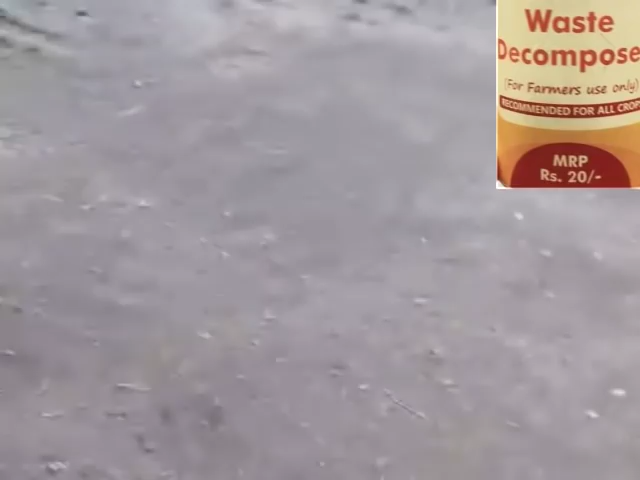 Waste
Decompose
(For Farmers use only)
RECOMMENDED FOR ALL CROP
MRP
Rs. 20/-